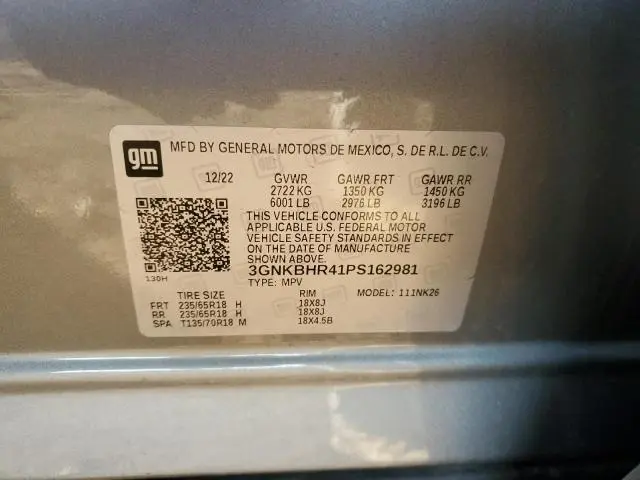 gm
MFD BY GENERAL MOTORS DE MEXICO, S. DE R.L. DE C.V.
12/22 GVWR GAWR FRT GAWR RR
2722 KG 1350 KG 1450 KG
6001 LB 2976 LB 3196 LB
THIS VEHICLE CONFORMS TO ALL
APPLICABLE U.S. FEDERAL MOTOR
VEHICLE SAFETY STANDARDS IN EFFECT
ON THE DATE OF MANUFACTURE
SHOWN ABOVE.
3GNKBHR41PS162981
130H TYPE: MPV
TIRE SIZE RIM MODEL: 111NK26
FRT 235/65R18 H 18X8J
RR 235/65R18 H 18X8J
SPA T135/70R18 M 18X4.5B